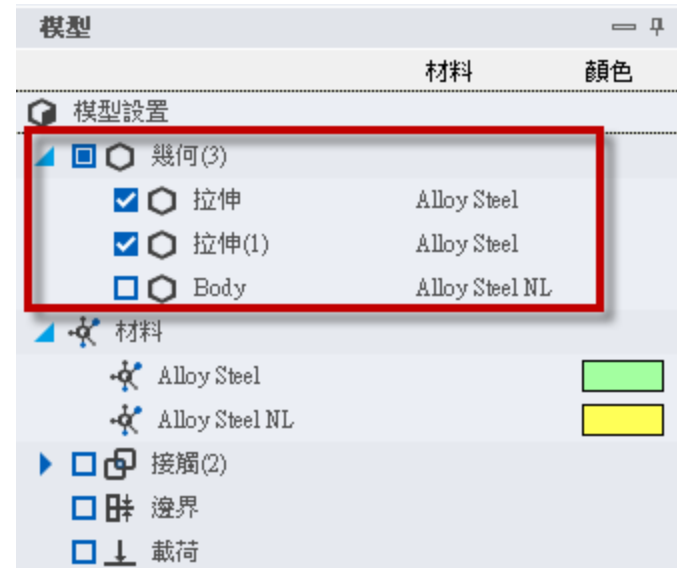 模型
材料 顏色
模型設置
幾何(3)
拉伸 Alloy Steel
拉伸(1) Alloy Steel
Body Alloy Steel NL
材料
Alloy Steel
Alloy Steel NL
接觸(2)
邊界
載荷